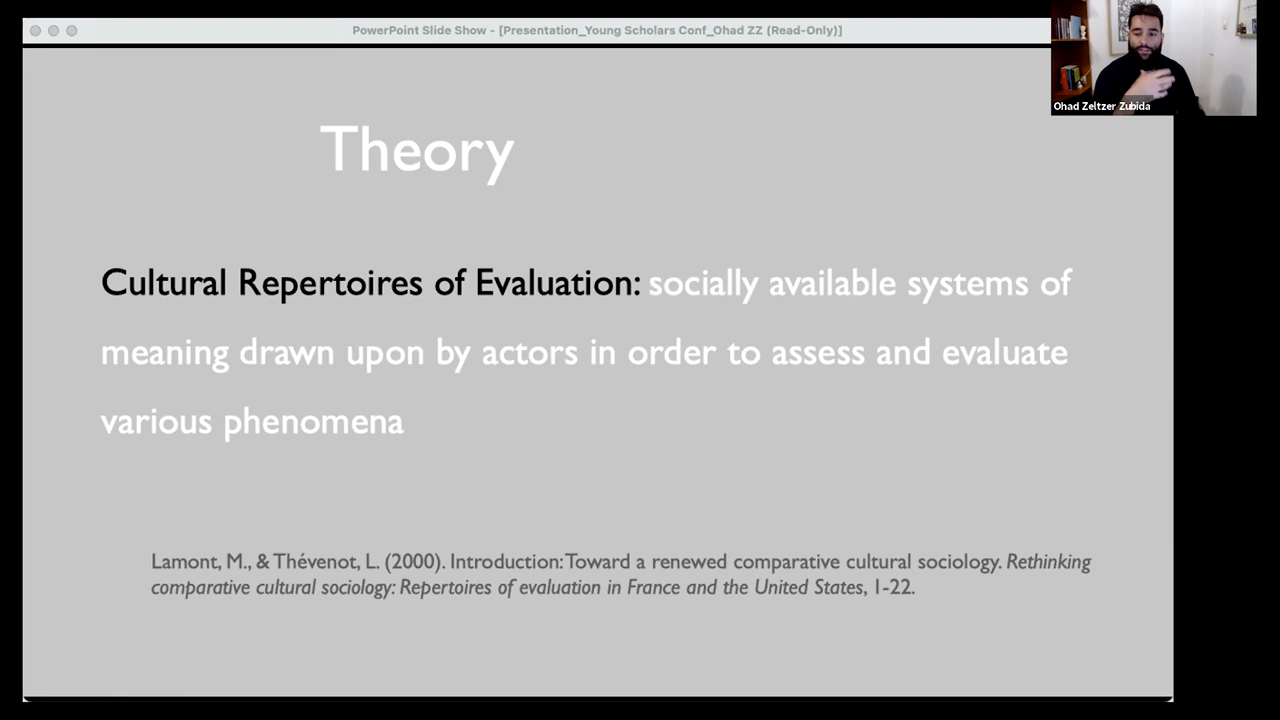 PowerPoint Slide Show - [Presentation_Young Scholars Conf_Ohad ZZ (Read-Only)]
Ohad Zeltzer Zubida
Theory
Cultural Repertoires of Evaluation: socially available systems of
meaning drawn upon by actors in order to assess and evaluate
various phenomena
Lamont, M., & Thévenot, L. (2000). Introduction: Toward a renewed comparative cultural sociology. Rethinking
comparative cultural sociology: Repertoires of evaluation in France and the United States, 1-22.